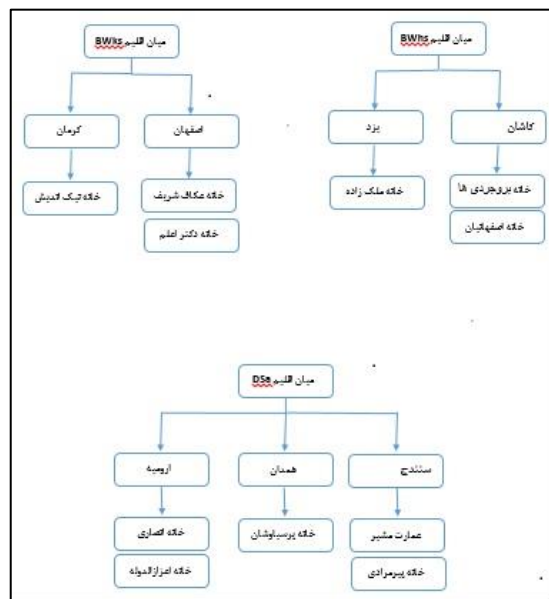 میان اقلیم BWhs
کاشان
یزد
خانه بروجردی ها
خانه ملک زاده
خانه اصفهانیان
میان اقلیم BWks
اصفهان
کرمان
خانه عکاف شریف
خانه نیک اندیش
خانه دکتر اعلم
میان اقلیم DSa
سنندج
همدان
ارومیه
عمارت مشیر
خانه پرسیاوشان
خانه انصاری
خانه پیرمرادی
خانه اعزازالدوله